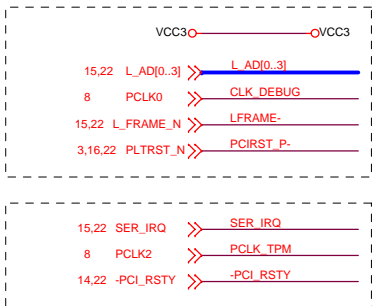 VCC3 VCC3
15,22 L_AD[0..3] L_AD[0..3]
8 PCLK0 CLK_DEBUG
15,22 L_FRAME_N LFRAME-
3,16,22 PLTRST_N PCIRST_P-
15,22 SER_IRQ SER_IRQ
8 PCLK2 PCLK_TPM
14,22 -PCI_RSTY -PCI_RSTY